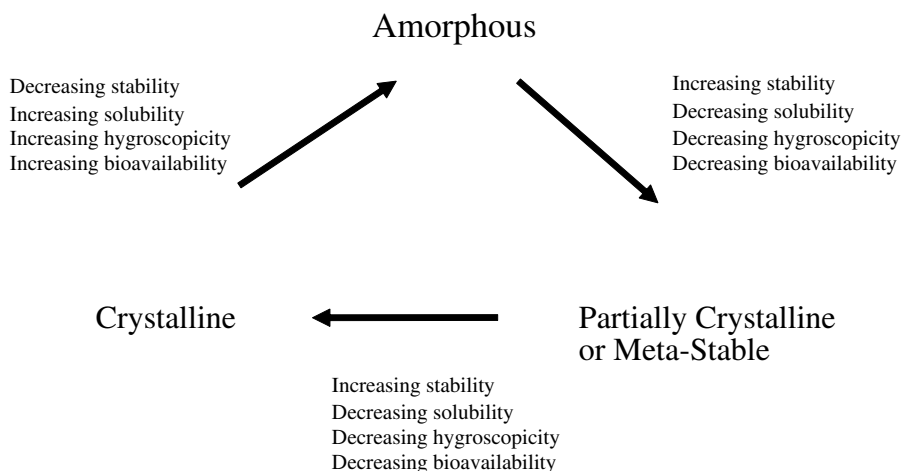 Amorphous
Decreasing stability
Increasing solubility
Increasing hygroscopicity
Increasing bioavailability
Increasing stability
Decreasing solubility
Decreasing hygroscopicity
Decreasing bioavailability
Crystalline
Partially Crystalline
or Meta-Stable
Increasing stability
Decreasing solubility
Decreasing hygroscopicity
Decreasing bioavailability